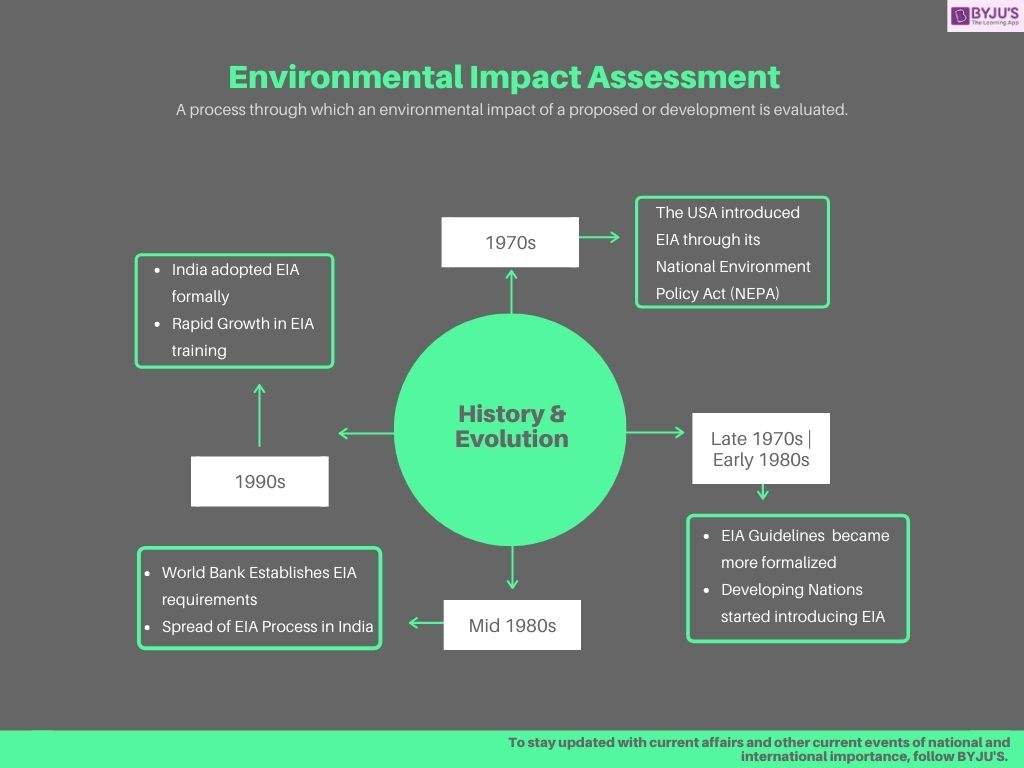 BYJU'S
The Learning App
Environmental Impact Assessment
A process through which an environmental impact of a proposed or development is evaluated.
1970s
The USA introduced
EIA through its
National Environment
Policy Act (NEPA)
• India adopted EIA
formally
• Rapid Growth in EIA
training
History &
Evolution
Late 1970s |
Early 1980s
1990s
• EIA Guidelines became
more formalized
• Developing Nations
started introducing EIA
• World Bank Establishes EIA
requirements
• Spread of EIA Process in India
Mid 1980s
To stay updated with current affairs and other current events of national and
international importance, follow BYJU'S.